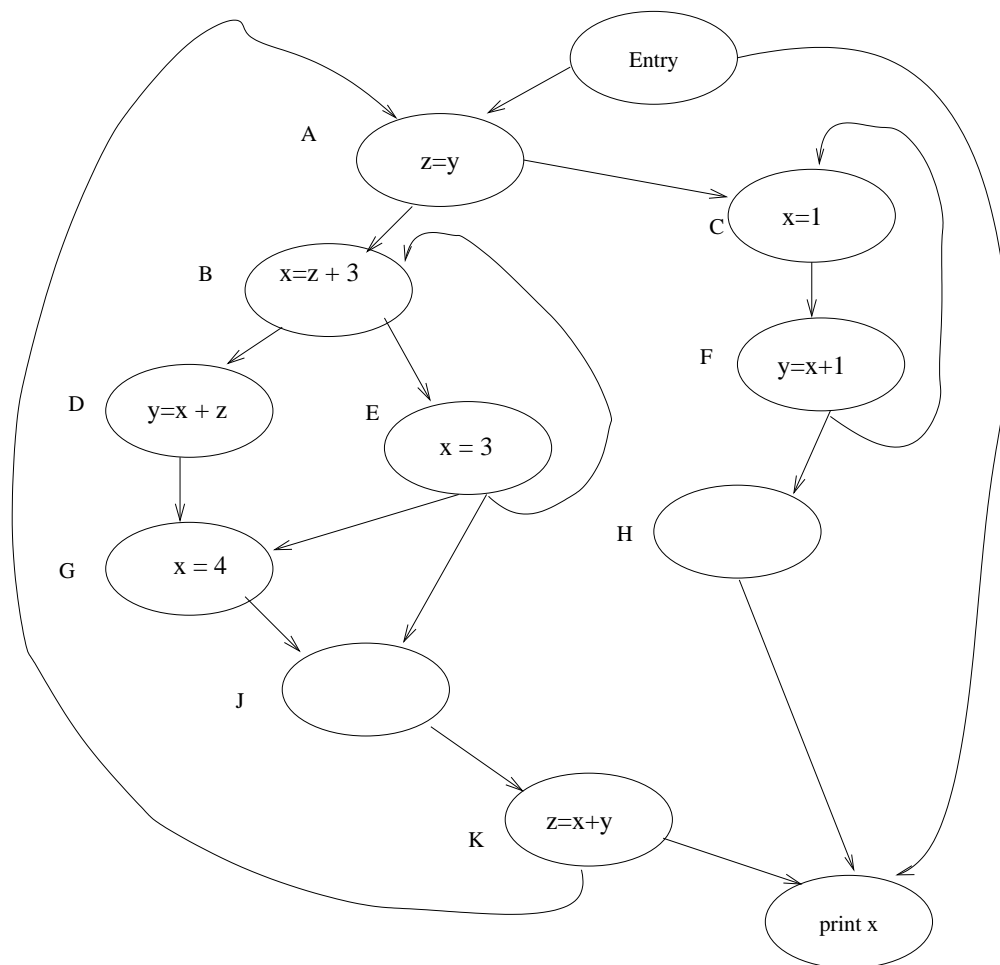 Entry
A
z=y
x=1
C
B
x=z + 3
F
y=x+1
D
y=x + z
E
x = 3
H
G
x = 4
J
K
z=x+y
print x